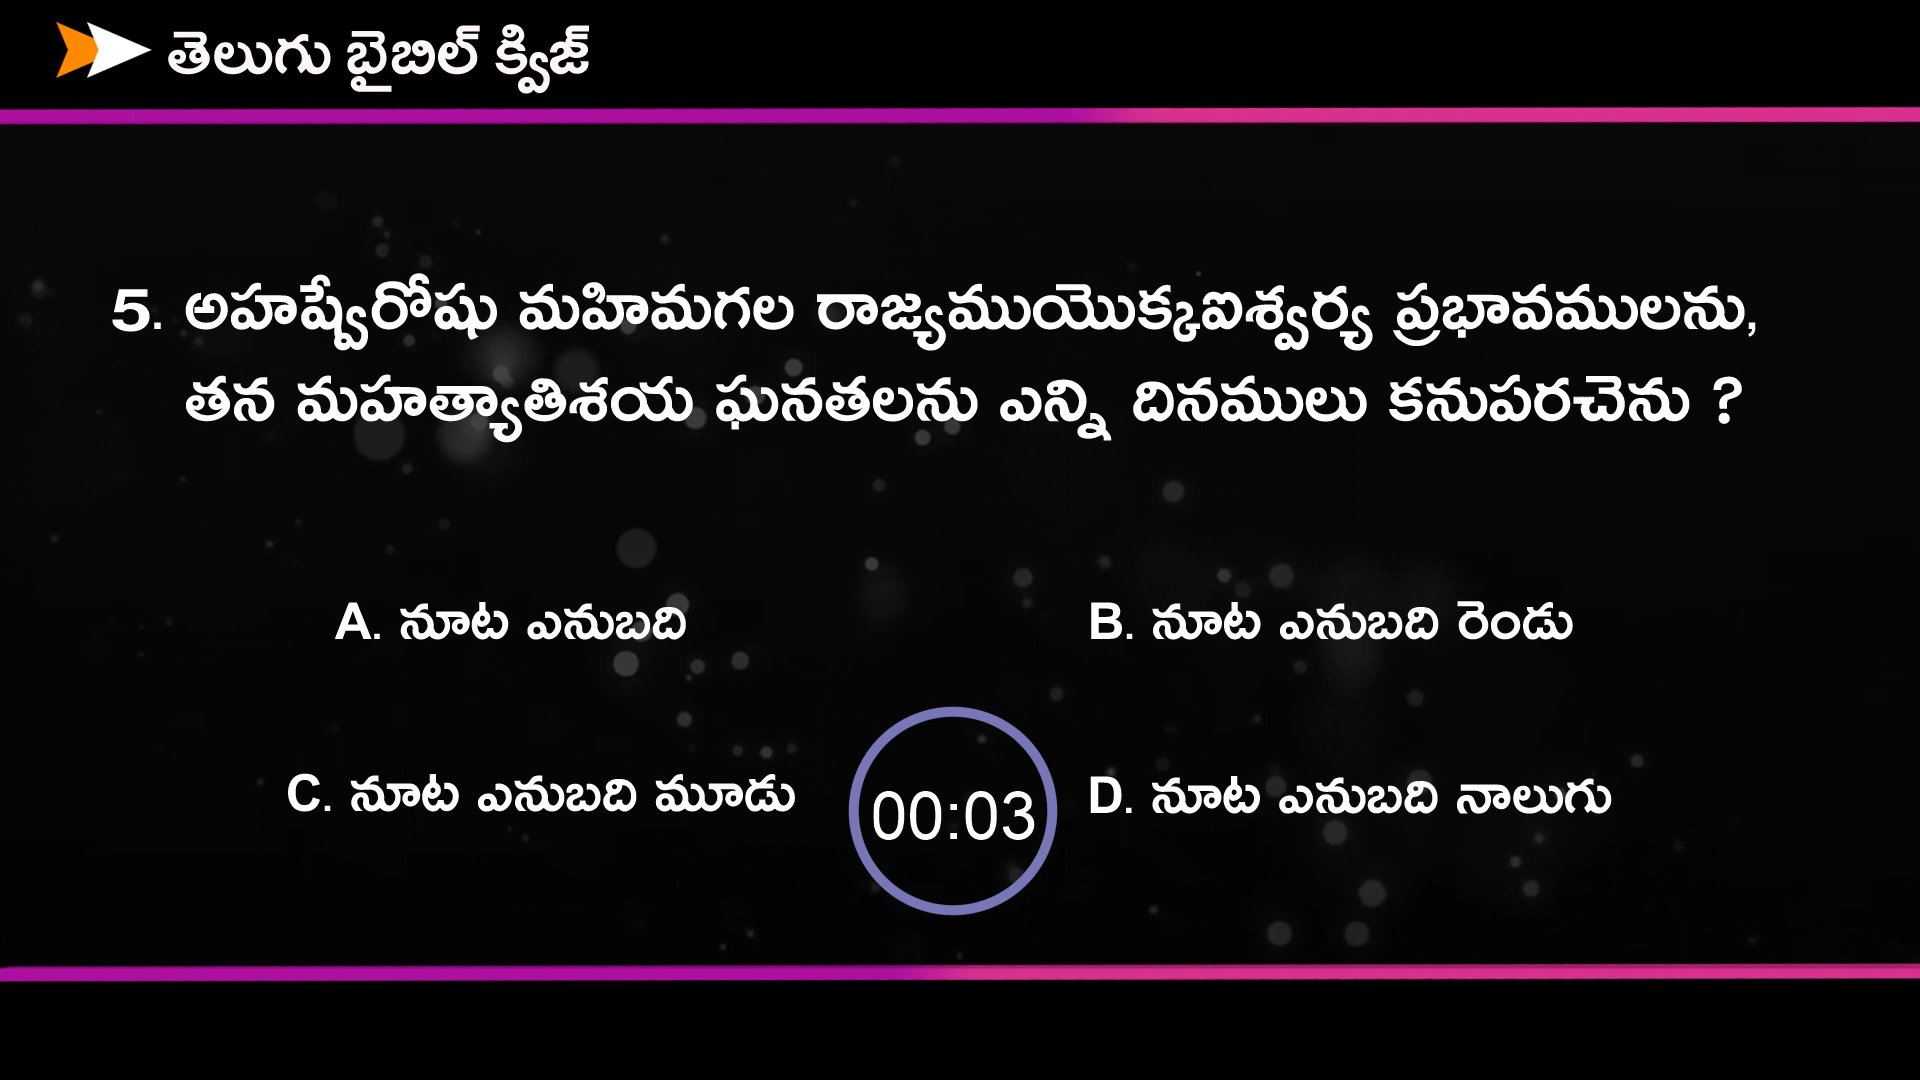 తెలుగు బైబిల్ క్విజ్
5. అహష్వేరోషు మహిమగల రాజ్యముయొక్కఐశ్వర్య ప్రభావములను,
తన మహత్యాతిశయ ఘనతలను ఎన్ని దినములు కనుపరచెను ?
A. నూట ఎనుబది
B. నూట ఎనుబది రెండు
C. నూట ఎనుబది మూడు
D. నూట ఎనుబది నాలుగు
00:03